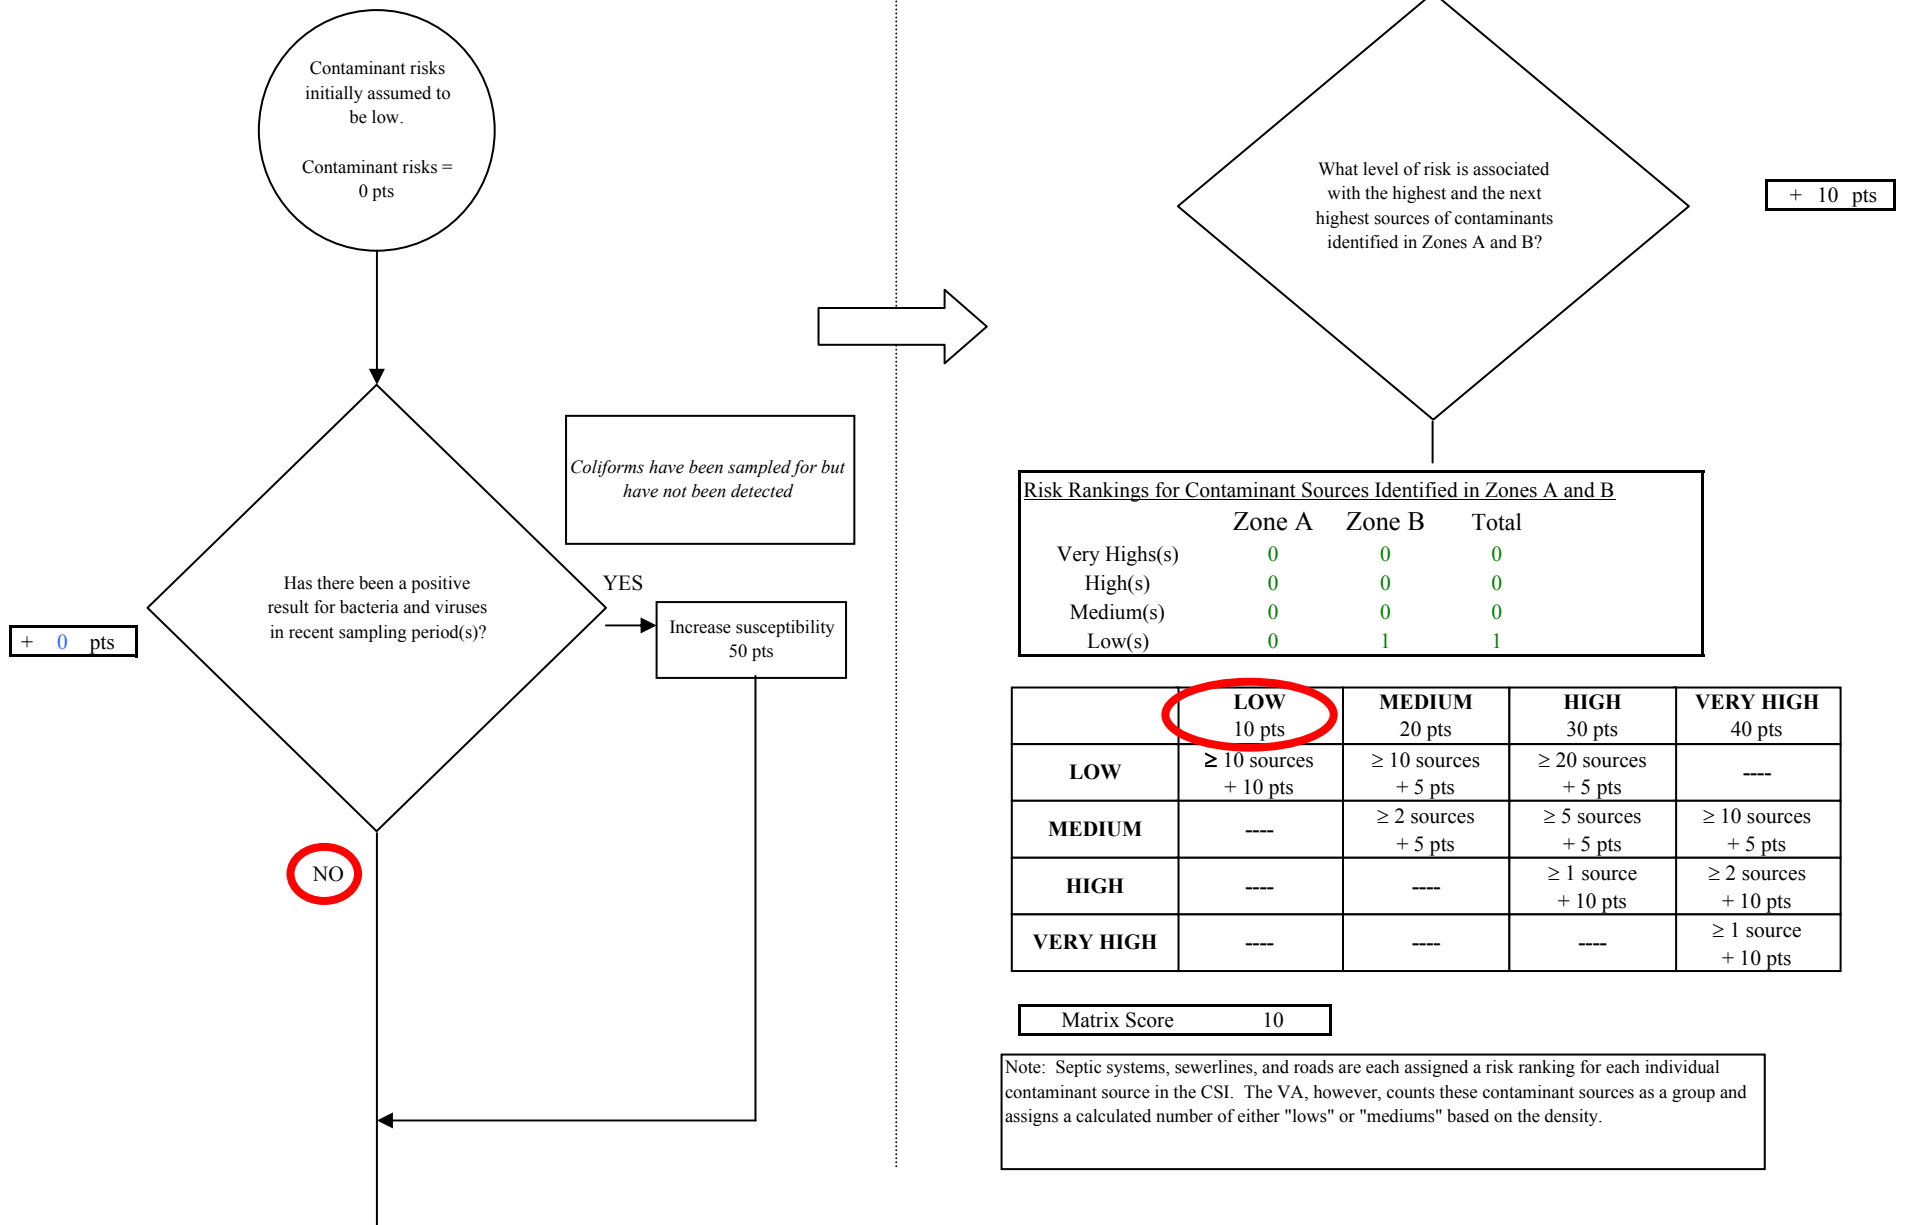 Contaminant risks
initially assumed to
be low.
Contaminant risks =
0 pts
Coliforms have been sampled for but
have not been detected
Has there been a positive
result for bacteria and viruses
in recent sampling period(s)?
YES
+ 0 pts
Increase susceptibility
50 pts
NO
What level of risk is associated
with the highest and the next
highest sources of contaminants
identified in Zones A and B?
+ 10 pts
Risk Rankings for Contaminant Sources Identified in Zones A and B
Zone A Zone B Total
Very Highs(s) 0 0 0
High(s) 0 0 0
Medium(s) 0 0 0
Low(s) 0 1 1
LOW MEDIUM HIGH VERY HIGH
10 pts 20 pts 30 pts 40 pts
LOW ≥ 10 sources ≥ 10 sources ≥ 20 sources ----
+ 10 pts + 5 pts + 5 pts
MEDIUM ---- ≥ 2 sources ≥ 5 sources ≥ 10 sources
+ 5 pts + 5 pts + 5 pts
HIGH ---- ---- ≥ 1 source ≥ 2 sources
+ 10 pts + 10 pts
VERY HIGH ---- ---- ---- ≥ 1 source
+ 10 pts
Matrix Score 10
Note: Septic systems, sewerlines, and roads are each assigned a risk ranking for each individual
contaminant source in the CSI. The VA, however, counts these contaminant sources as a group and
assigns a calculated number of either "lows" or "mediums" based on the density.